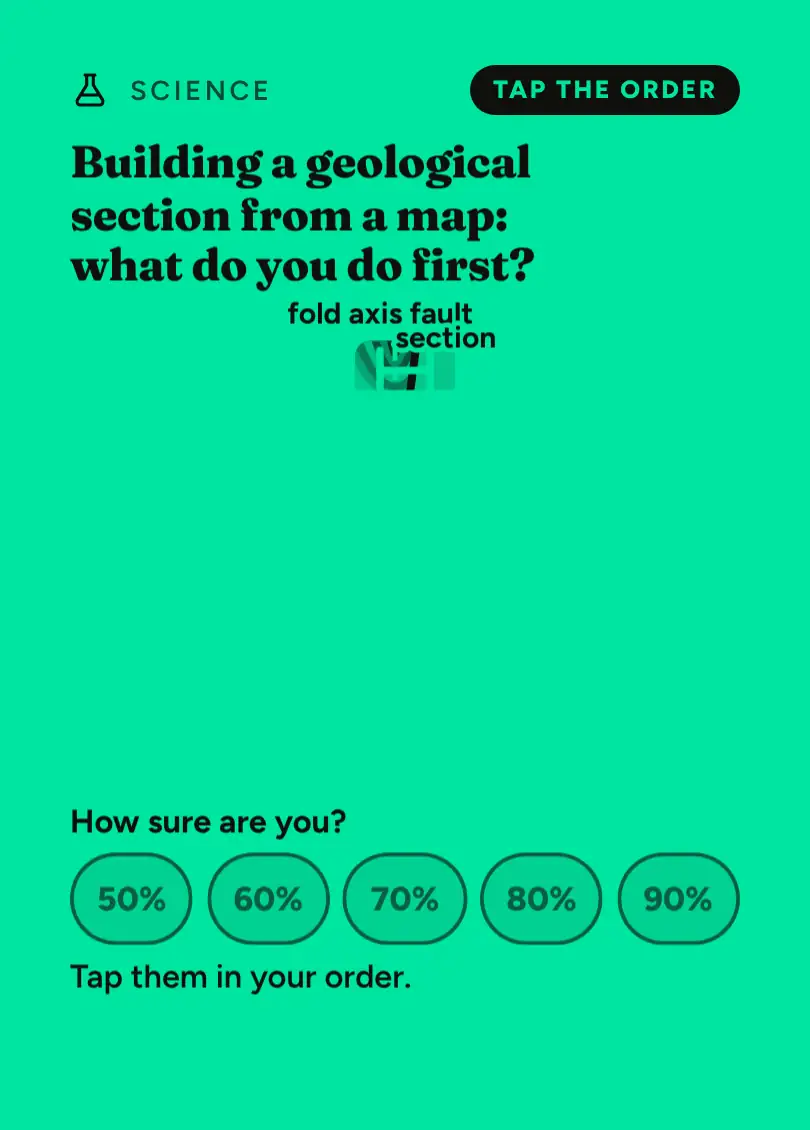 SCIENCE
TAP THE ORDER
Building a geological
section from a map:
what do you do first?
fold axis fault
section
How sure are you?
50% 60% 70% 80% 90%
Tap them in your order.